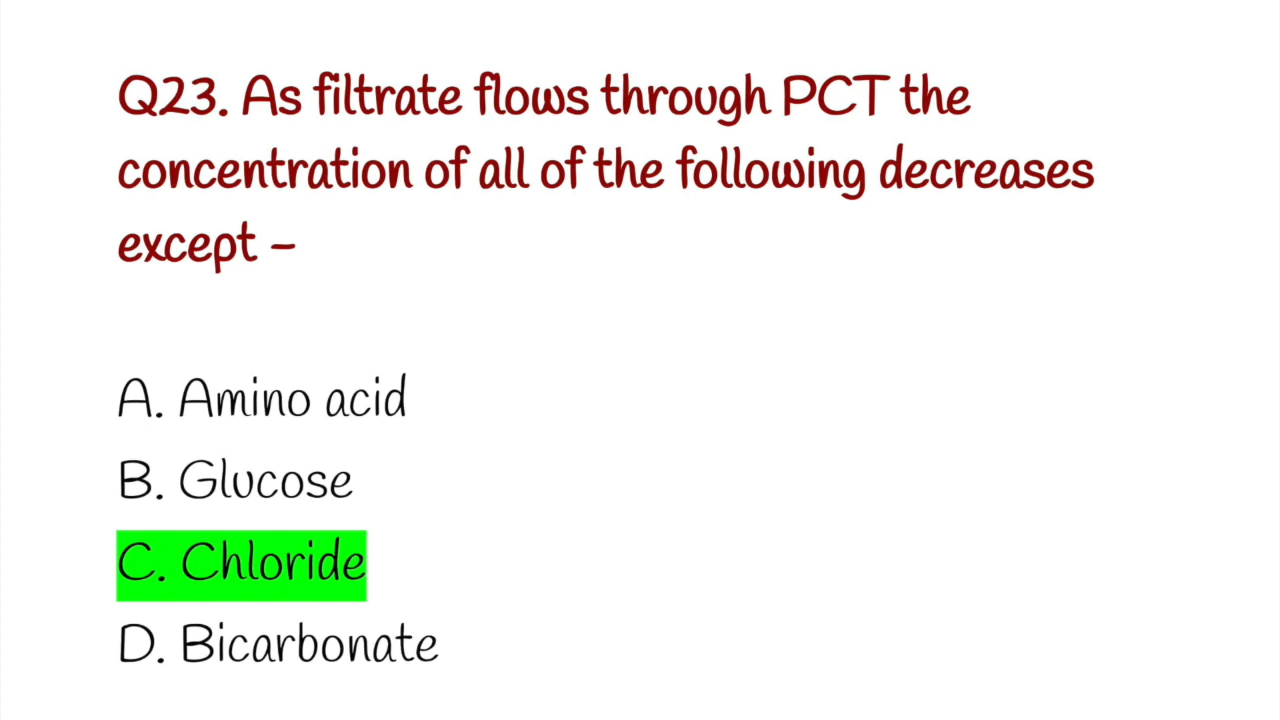 Q23. As filtrate flows through PCT the
concentration of all of the following decreases
except –
A. Amino acid
B. Glucose
C. Chloride
D. Bicarbonate